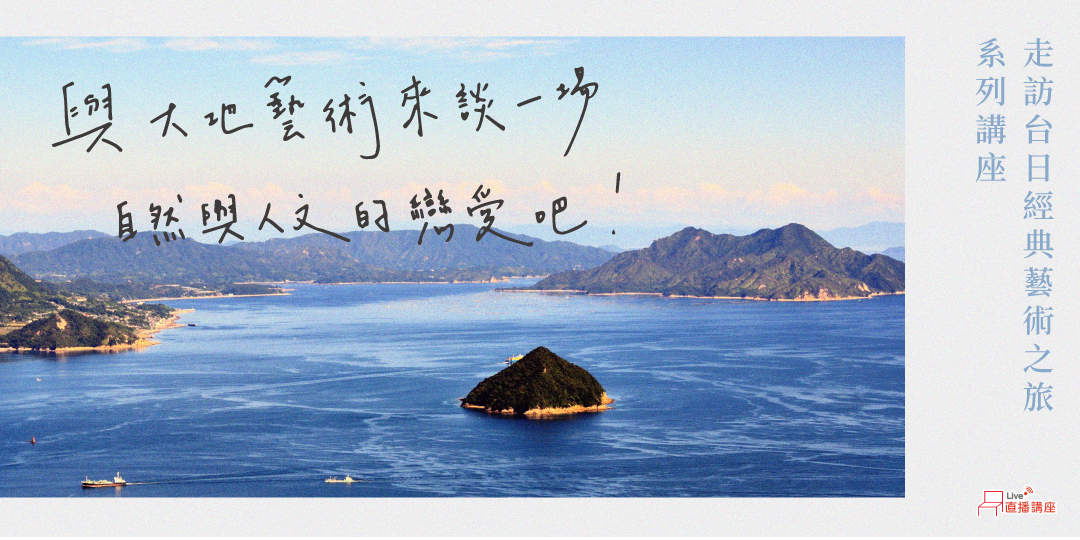 與大地藝術來談一場
自然與人文的戀愛吧！
走訪台日經典藝術之旅
系列講座
Live
直播講座